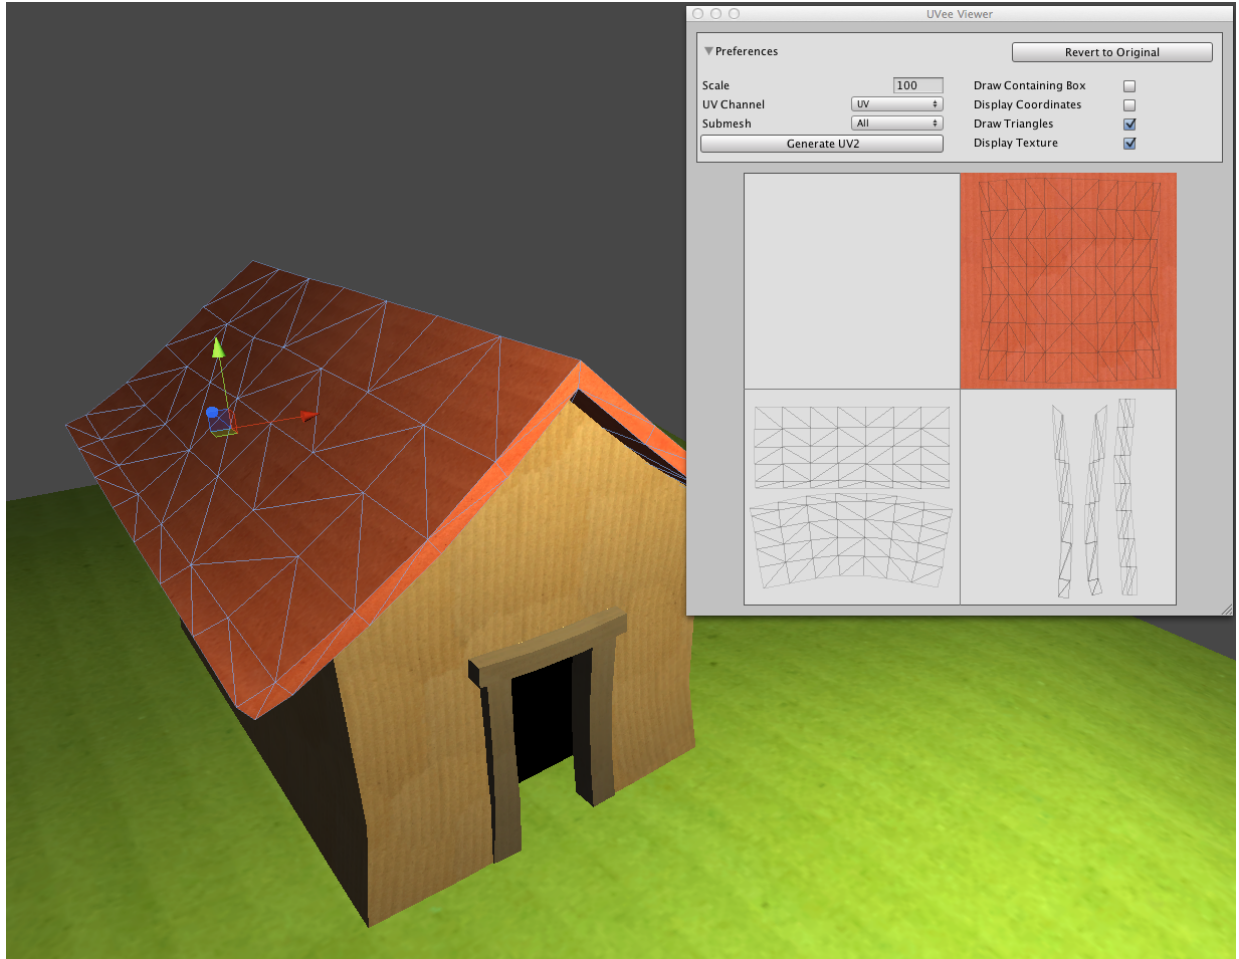 UVee Viewer
Preferences
Revert to Original
Scale 100 Draw Containing Box
UV Channel UV Display Coordinates
Submesh All Draw Triangles
Generate UV2 Display Texture